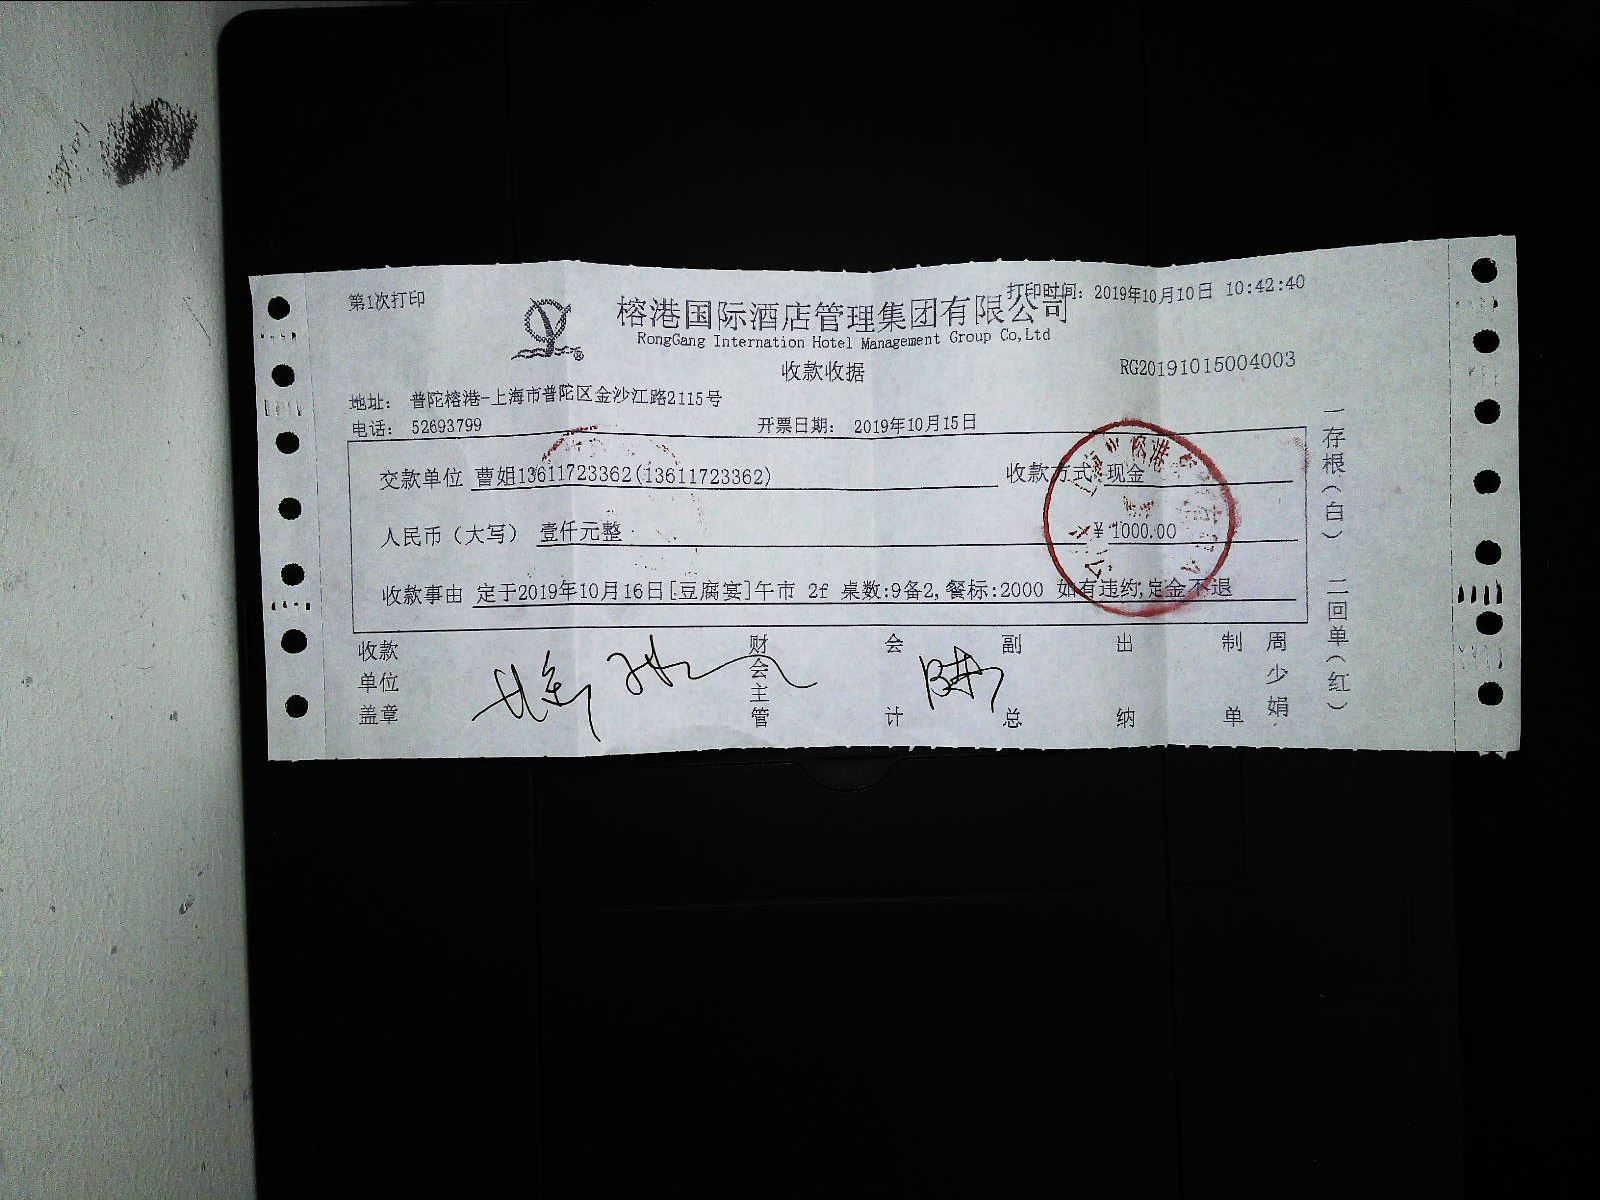 第1次打印
打印时间: 2019年10月10日 10:42:40
榕港国际酒店管理集团有限公司
RongGang Internation Hotel Management Group Co,Ltd
收款收据
RG20191015004003
地址: 普陀榕港-上海市普陀区金沙江路2115号
电话: 52693799 开票日期: 2019年10月15日
交款单位 曹姐13611723362(13611723362) 收款方式 现金
人民币（大写） 壹仟元整 ¥ 1000.00
收款事由 定于2019年10月16日[豆腐宴]午市 2f 桌数:9备2,餐标:2000 如有违约,定金不退
收款单位盖章 财会主管 会计 副总 出纳 制单 周少娟
一存根（白） 二回单（红）